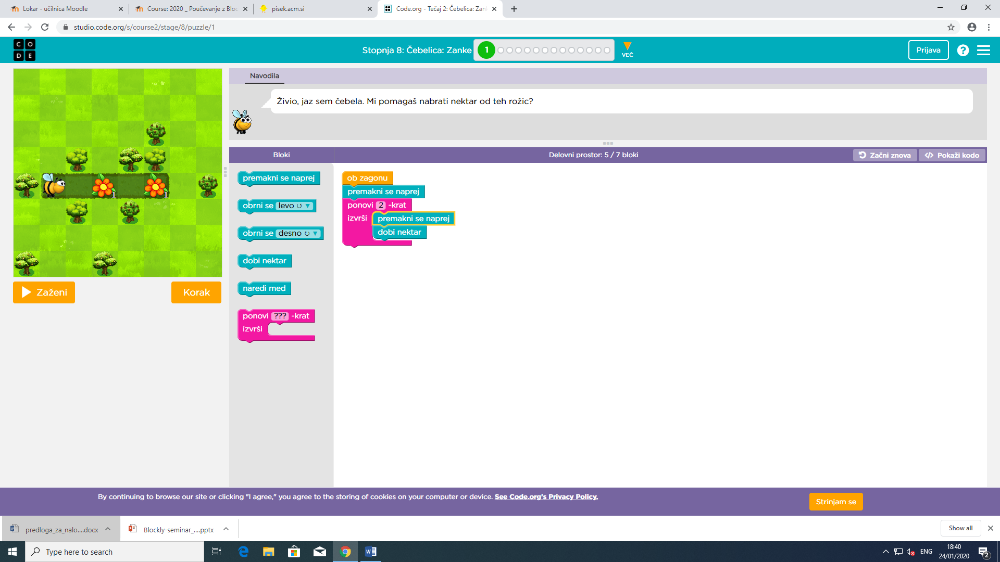 Lokar - učilnica Moodle
Course: 2020 _ Poučevanje z Bloc
pisek.acm.si
Code.org - Tečaj 2: Čebelica: Zank
studio.code.org/s/course2/stage/8/puzzle/1
C O
D E
Stopnja 8: Čebelica: Zanke
1
VEČ
Prijava
?
Navodila
Živio, jaz sem čebela. Mi pomagaš nabrati nektar od teh rožic?
Bloki
Delovni prostor: 5 / 7 bloki
Začni znova
Pokaži kodo
1
1
Zaženi
Korak
premakni se naprej
obrni se levo ↺ ▼
obrni se desno ↻ ▼
dobi nektar
naredi med
ponovi ??? -krat
izvrši
ob zagonu
premakni se naprej
ponovi 2 -krat
izvrši premakni se naprej
dobi nektar
By continuing to browse our site or clicking "I agree," you agree to the storing of cookies on your computer or device. See Code.org's Privacy Policy.
Strinjam se
predloga_za_nalo....docx
Blockly-seminar_....pptx
Show all
Type here to search
ENG
18:40
24/01/2020
2